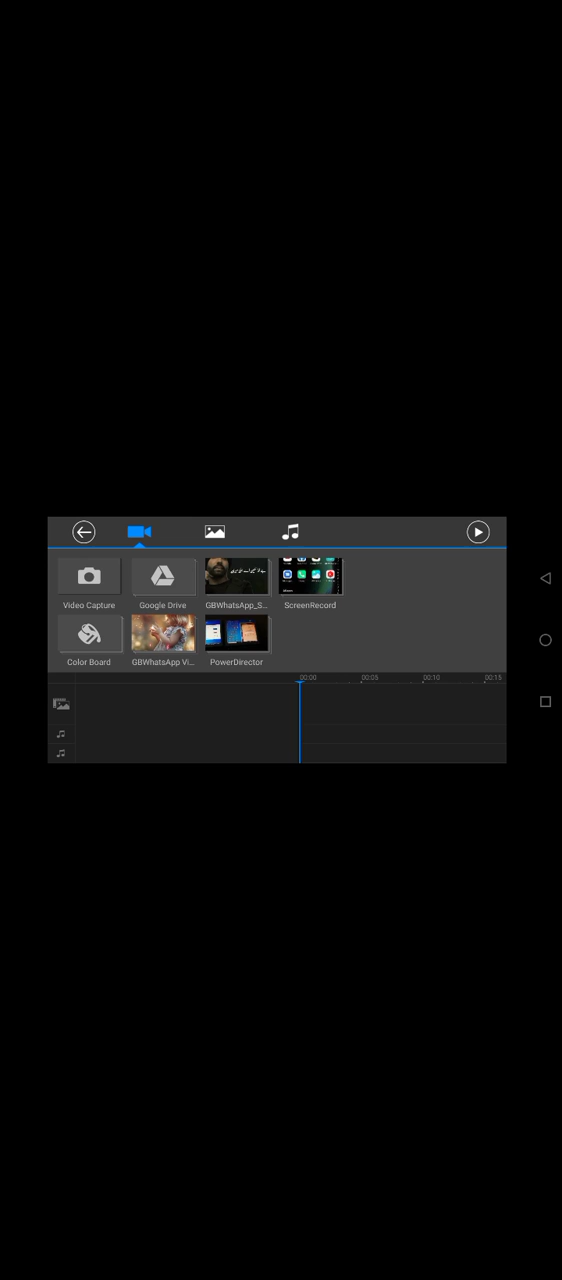 Video Capture
Google Drive
GBWhatsApp_S...
ScreenRecord
Color Board
GBWhatsApp Vi...
PowerDirector
00:00
00:05
00:10
00:15